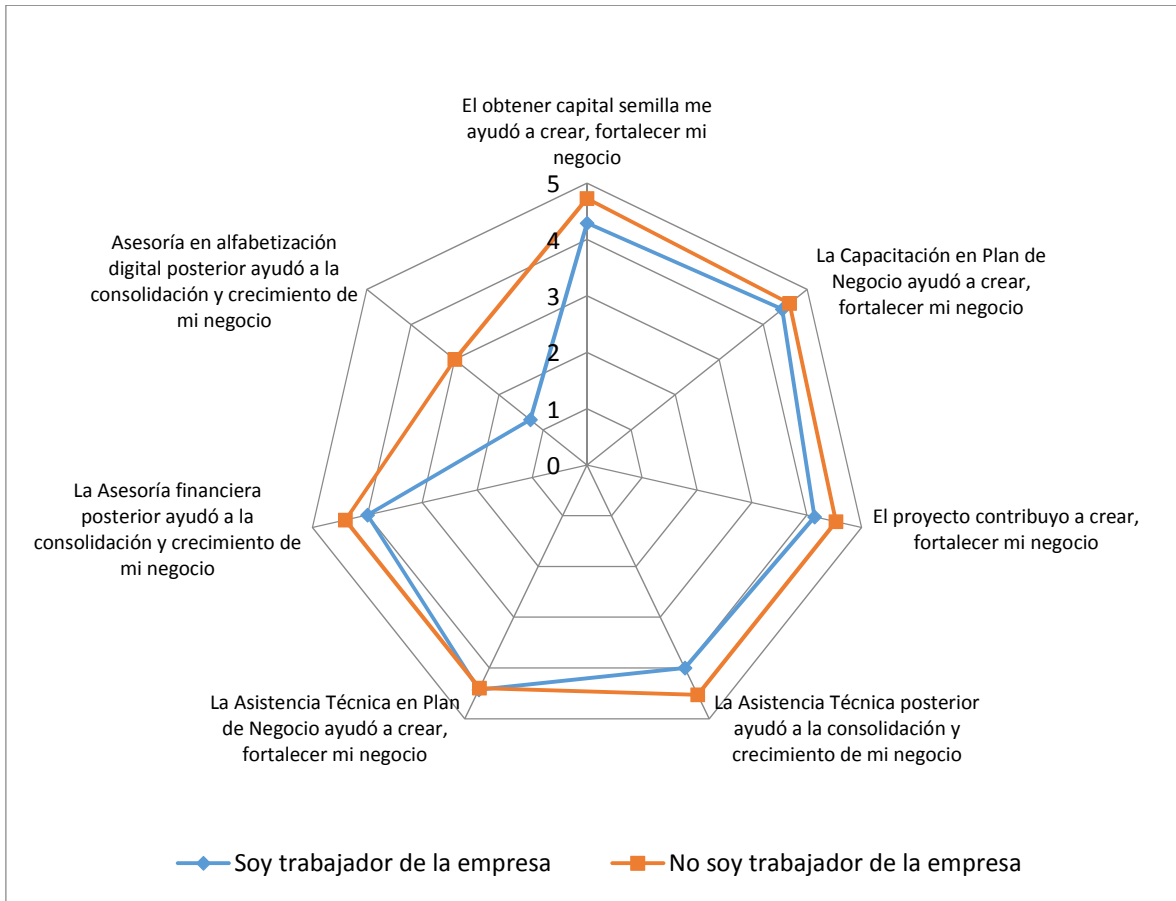 El obtener capital semilla me
ayudó a crear, fortalecer mi
negocio
La Capacitación en Plan de
Negocio ayudó a crear,
fortalecer mi negocio
El proyecto contribuyo a crear,
fortalecer mi negocio
La Asistencia Técnica posterior
ayudó a la consolidación y
crecimiento de mi negocio
La Asistencia Técnica en Plan
de Negocio ayudó a crear,
fortalecer mi negocio
La Asesoría financiera
posterior ayudó a la
consolidación y crecimiento de
mi negocio
Asesoría en alfabetización
digital posterior ayudó a la
consolidación y crecimiento de
mi negocio
5
4
3
2
1
0
Soy trabajador de la empresa
No soy trabajador de la empresa